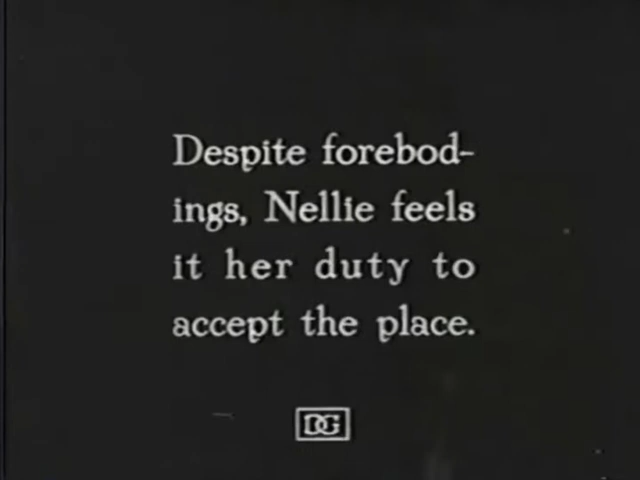 Despite forebod-
ings, Nellie feels
it her duty to
accept the place.
DG